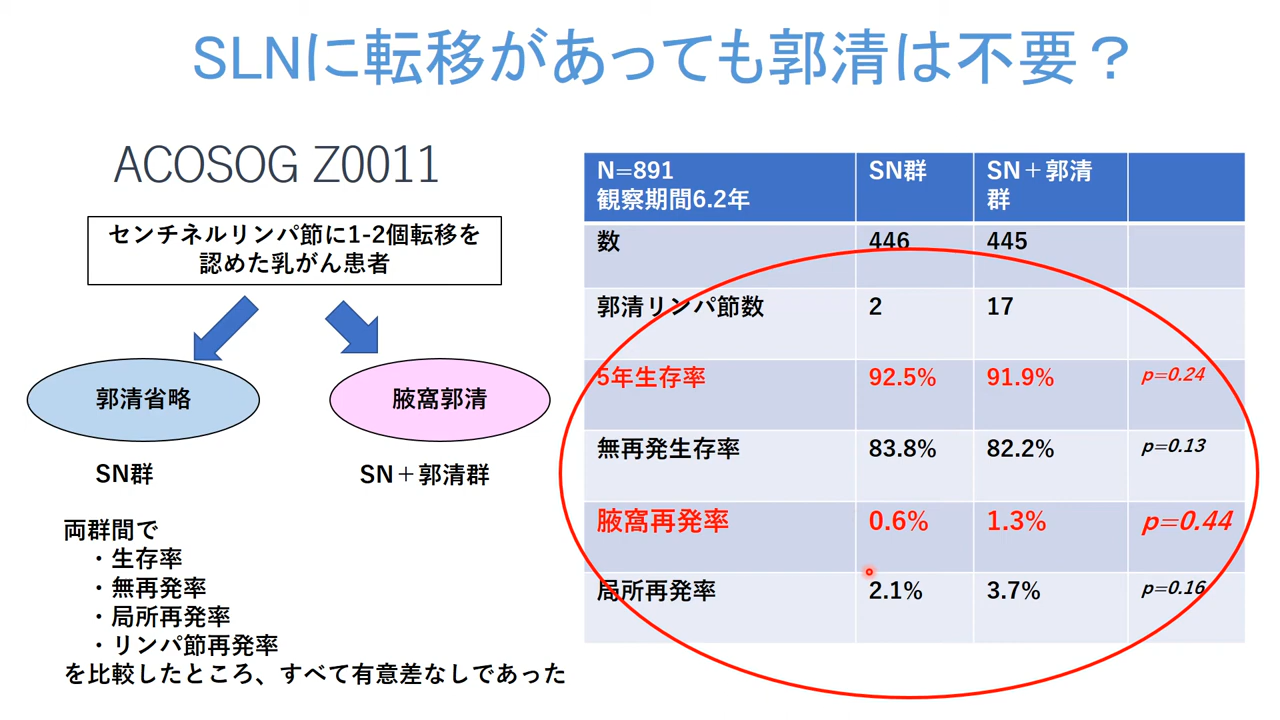 SLNに転移があっても郭清は不要？
ACOSOG Z0011
センチネルリンパ節に1-2個転移を
認めた乳がん患者
郭清省略
腋窩郭清
SN群
SN＋郭清群
両群間で
・生存率
・無再発率
・局所再発率
・リンパ節再発率
を比較したところ、すべて有意差なしであった
N=891
観察期間6.2年
SN群
SN＋郭清
群
数
446
445
郭清リンパ節数
2
17
5年生存率
92.5%
91.9%
p=0.24
無再発生存率
83.8%
82.2%
p=0.13
腋窩再発率
0.6%
1.3%
p=0.44
局所再発率
2.1%
3.7%
p=0.16